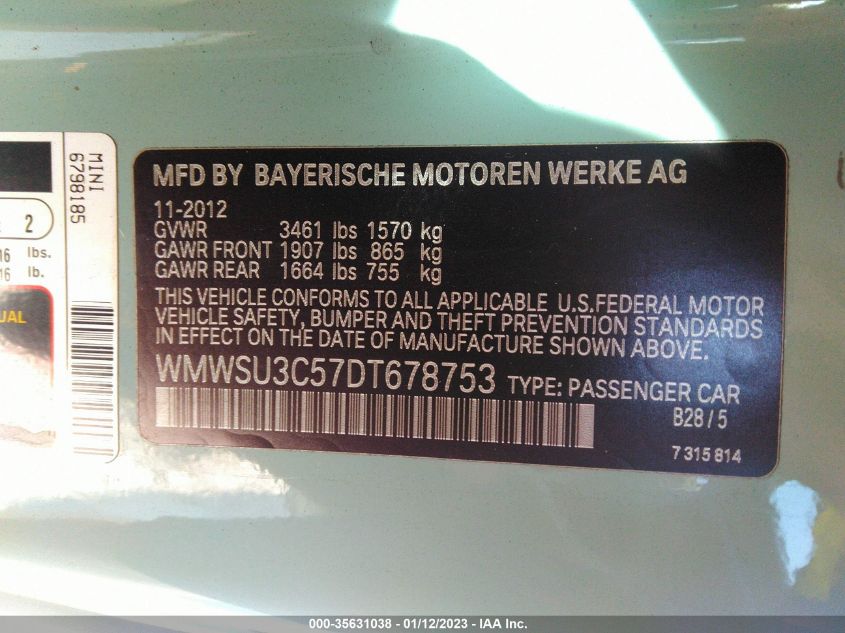 MFD BY BAYERISCHE MOTOREN WERKE AG
11-2012
GVWR 3461 lbs 1570 kg
GAWR FRONT 1907 lbs 865 kg
GAWR REAR 1664 lbs 755 kg
THIS VEHICLE CONFORMS TO ALL APPLICABLE U.S.FEDERAL MOTOR
VEHICLE SAFETY, BUMPER AND THEFT PREVENTION STANDARDS
IN EFFECT ON THE DATE OF MANUFACTURE SHOWN ABOVE.
WMWSU3C57DT678753 TYPE: PASSENGER CAR
B28 / 5
7 315 814
MINI
6798185
2
lbs.
lb.
000-35631038 - 01/12/2023 - IAA Inc.